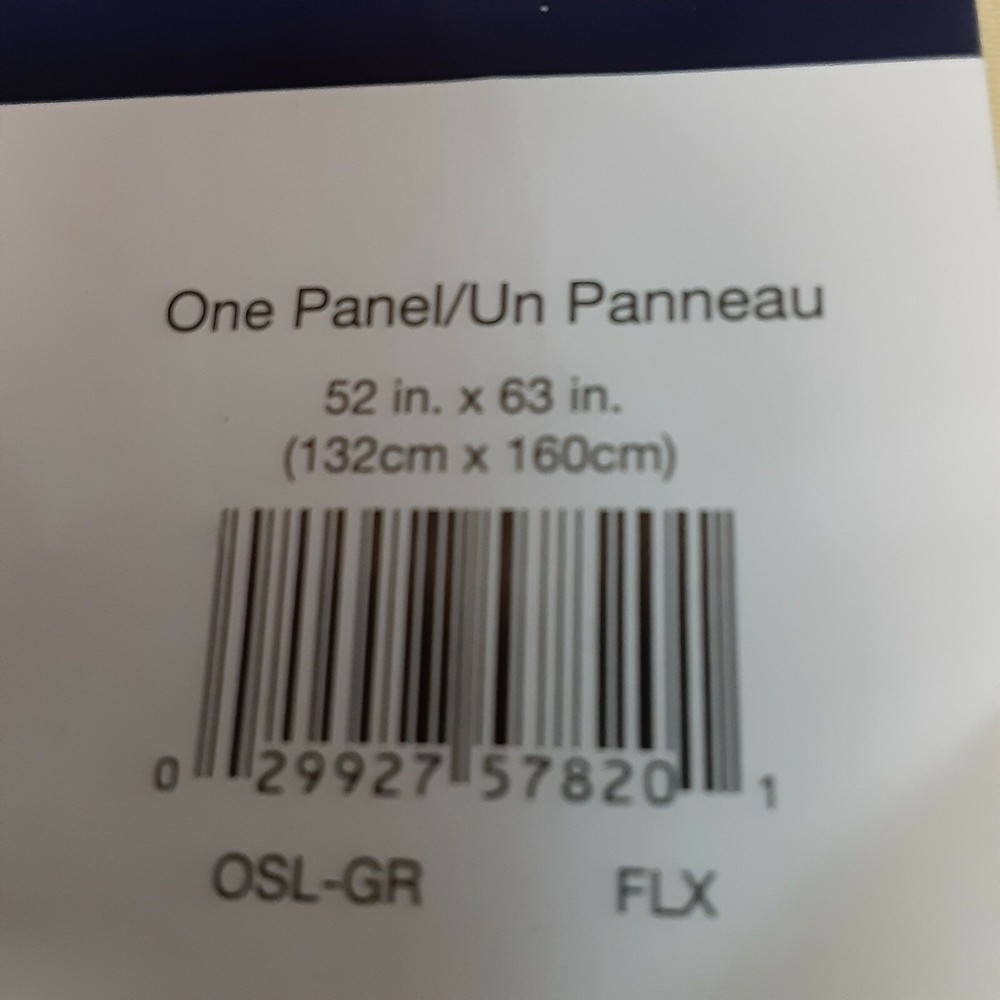 One Panel/Un Panneau
52 in. x 63 in.
(132cm x 160cm)
0 29927 57820 1
OSL-GR FLX